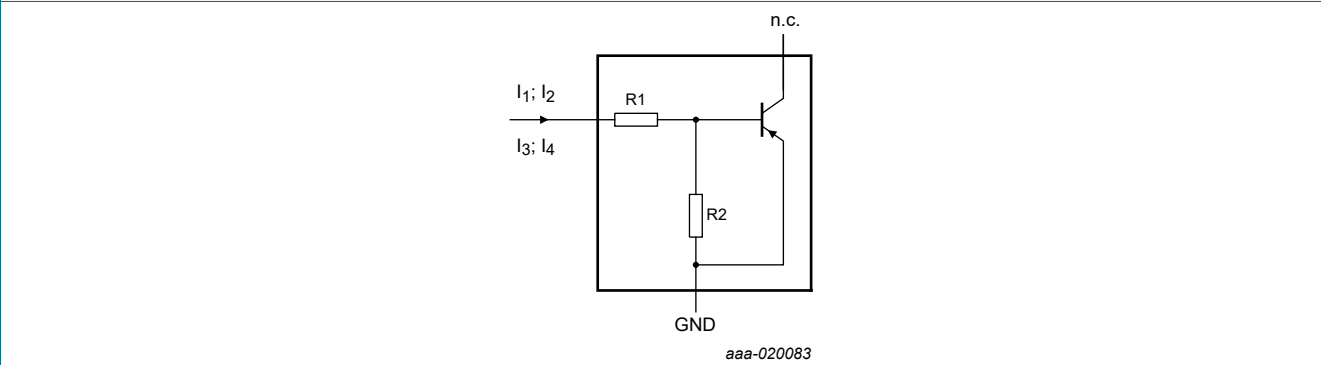 n.c.
I1; I2
R1
I3; I4
R2
GND
aaa-020083